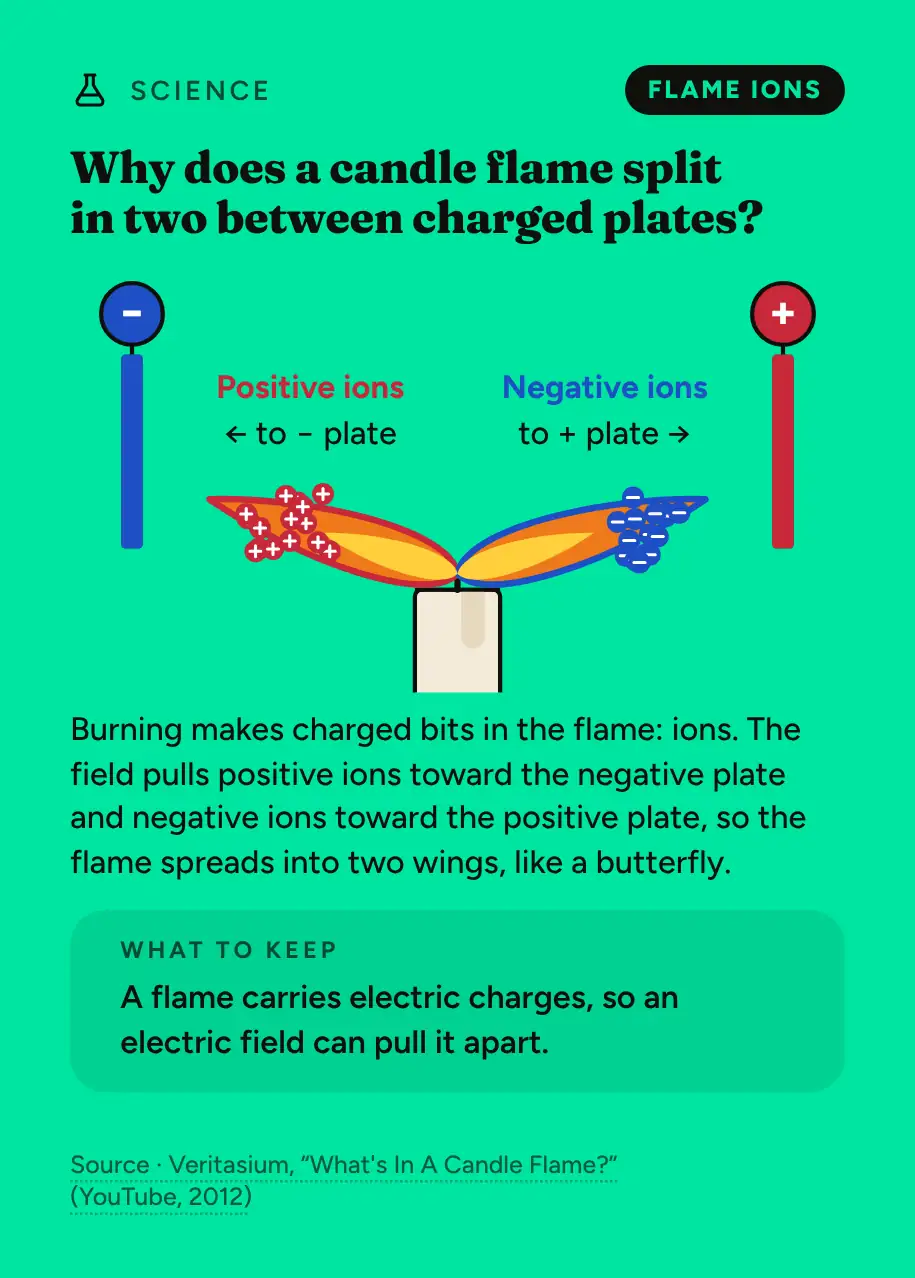 SCIENCE
FLAME IONS
Why does a candle flame split
in two between charged plates?
−
+
Positive ions
← to − plate
Negative ions
to + plate →
Burning makes charged bits in the flame: ions. The
field pulls positive ions toward the negative plate
and negative ions toward the positive plate, so the
flame spreads into two wings, like a butterfly.
WHAT TO KEEP
A flame carries electric charges, so an
electric field can pull it apart.
Source · Veritasium, “What's In A Candle Flame?”
(YouTube, 2012)